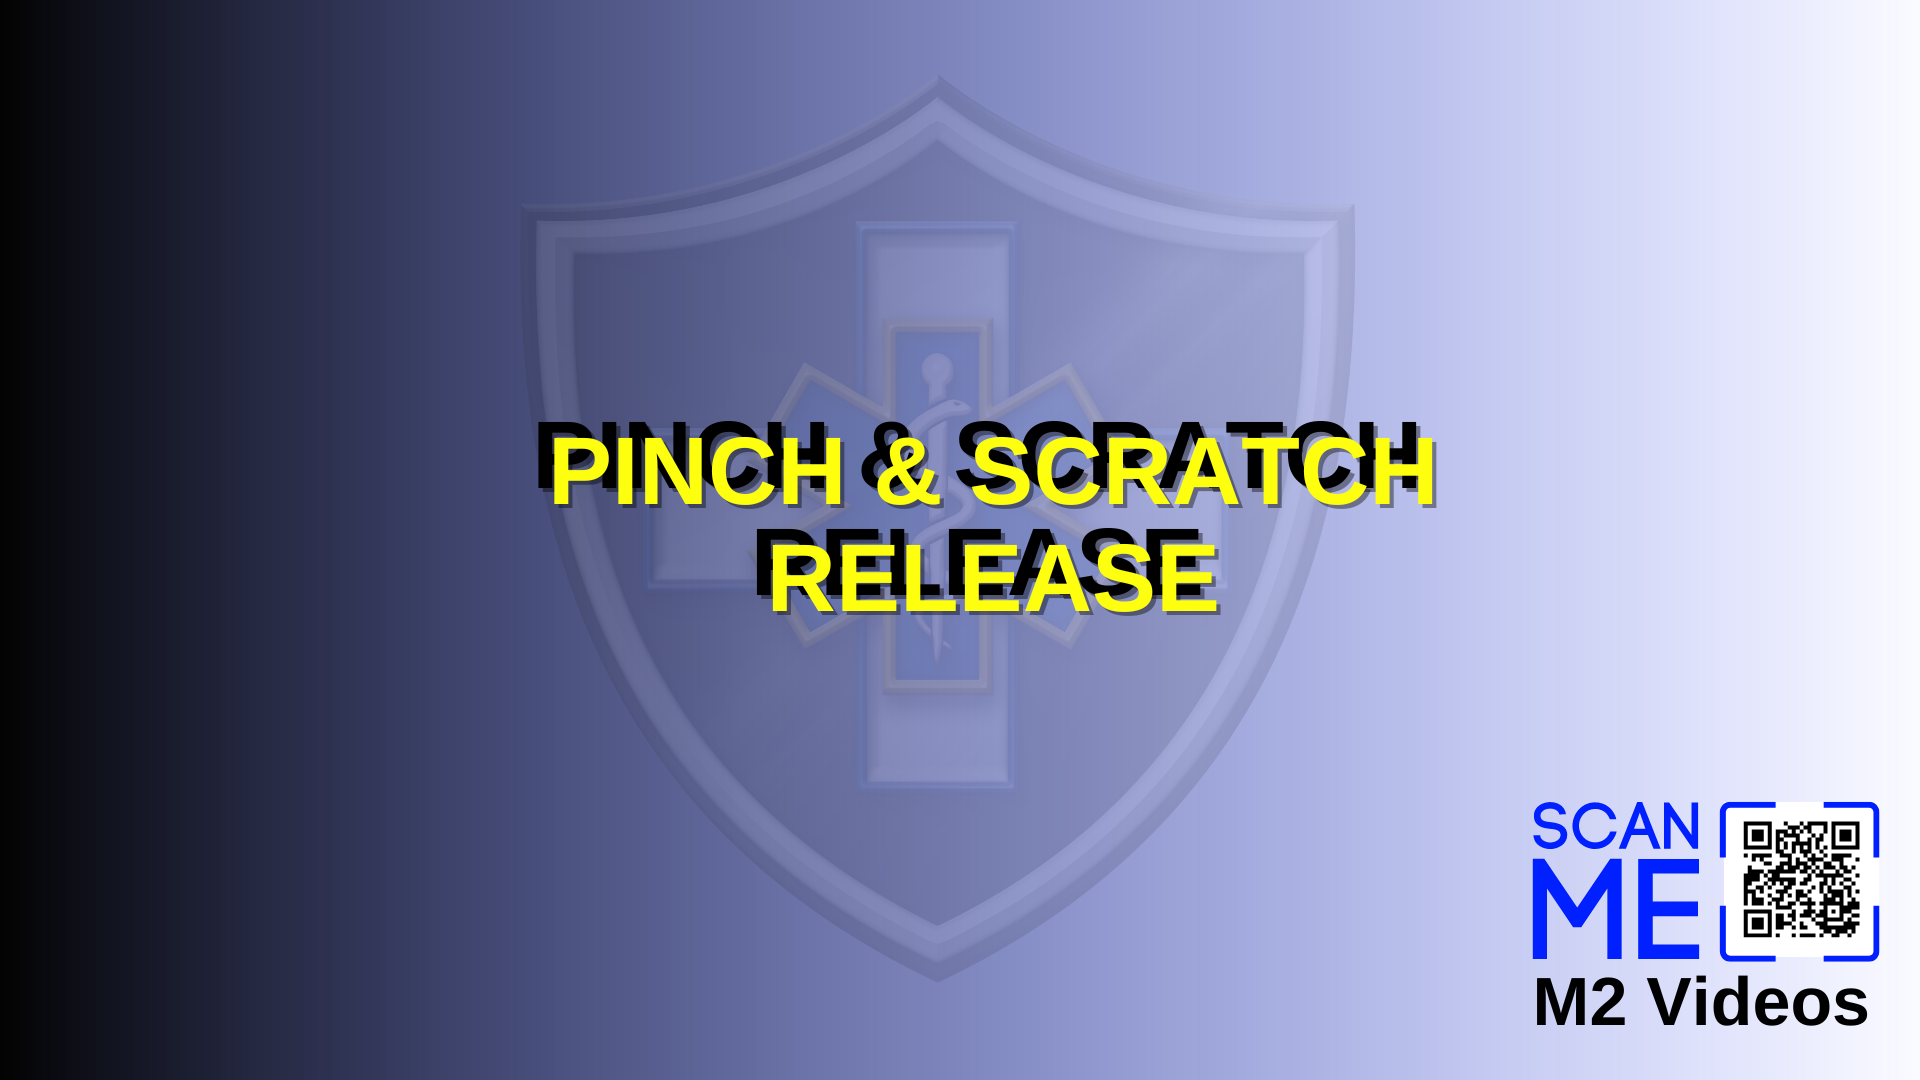 PINCH & SCRATCH
RELEASE
SCAN
ME
M2 Videos